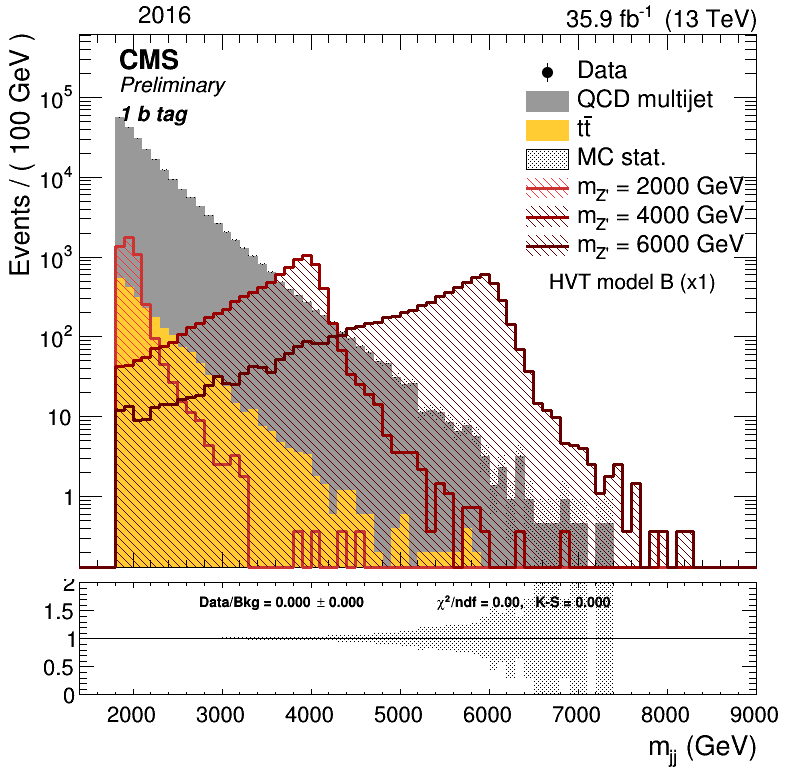 2016 35.9 fb⁻¹ (13 TeV)
CMS
Preliminary
1 b tag
Data
QCD multijet
tt̄
MC stat.
m_Z' = 2000 GeV
m_Z' = 4000 GeV
m_Z' = 6000 GeV
HVT model B (x1)
Events / ( 100 GeV )
10⁵
10⁴
10³
10²
10
1
Data/Bkg = 0.000 ± 0.000 χ²/ndf = 0.00, K-S = 0.000
2
1.5
1
0.5
0
2000 3000 4000 5000 6000 7000 8000 9000
m_jj (GeV)